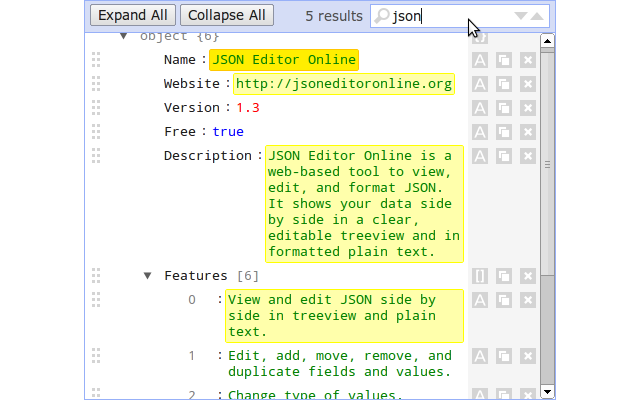 Expand All Collapse All 5 results json
object {6}
Name : JSON Editor Online
Website : http://jsoneditoronline.org
Version : 1.3
Free : true
Description : JSON Editor Online is a
web-based tool to view,
edit, and format JSON.
It shows your data side
by side in a clear,
editable treeview and in
formatted plain text.
Features [6]
0 : View and edit JSON side by
side in treeview and plain
text.
1 : Edit, add, move, remove, and
duplicate fields and values.
2 : Change type of values.